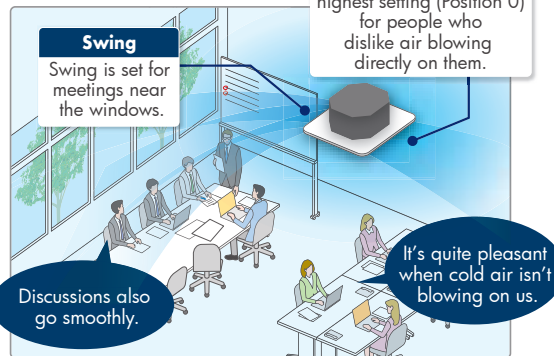 Swing
Swing is set for
meetings near
the windows.
highest setting (Position 0)
for people who
dislike air blowing
directly on them.
Discussions also
go smoothly.
It's quite pleasant
when cold air isn't
blowing on us.